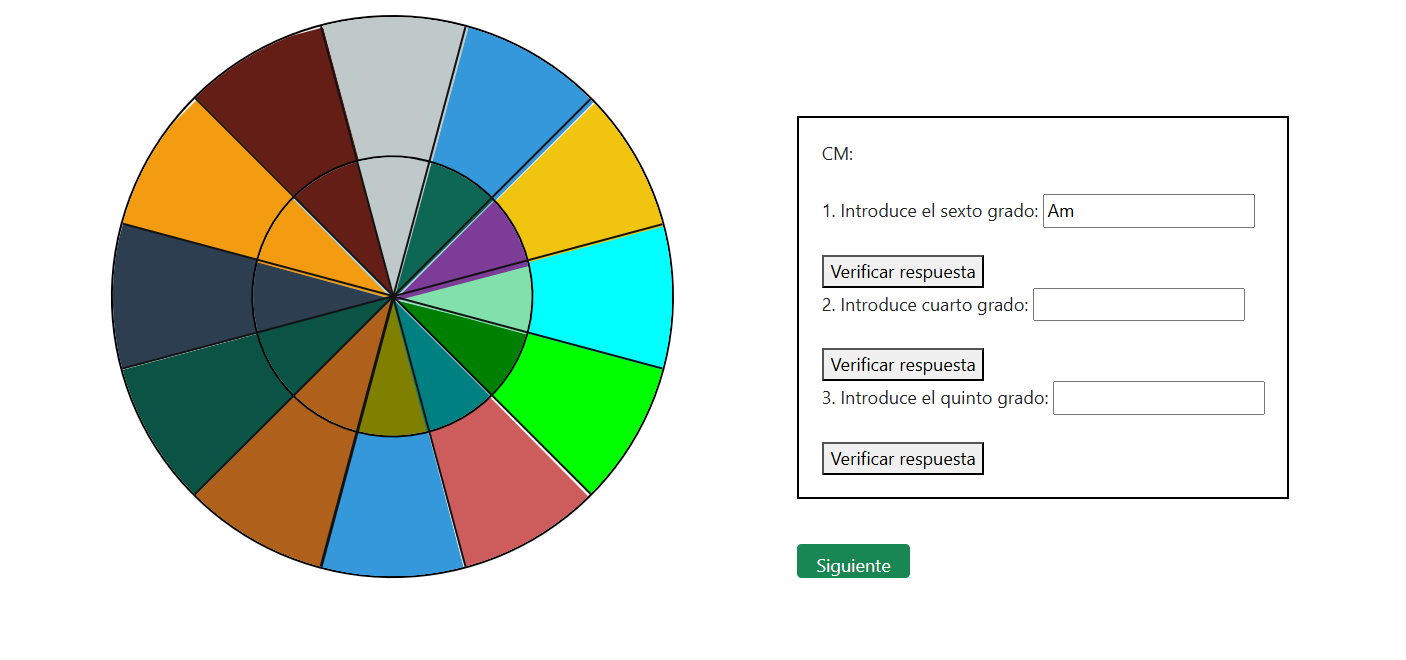 CM:
1. Introduce el sexto grado: Am
Verificar respuesta
2. Introduce cuarto grado:
Verificar respuesta
3. Introduce el quinto grado:
Verificar respuesta
Siguiente